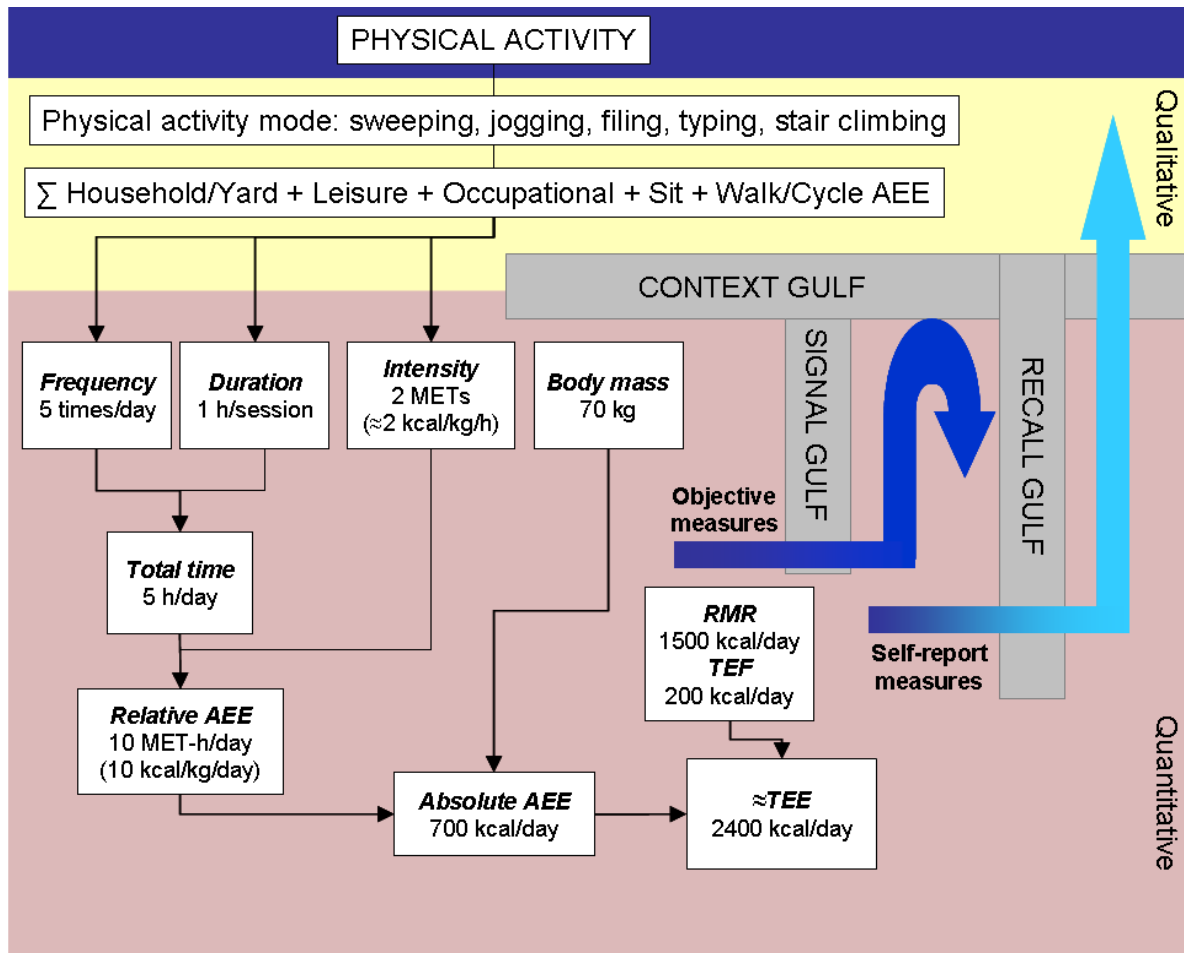 PHYSICAL ACTIVITY
Physical activity mode: sweeping, jogging, filing, typing, stair climbing
∑ Household/Yard + Leisure + Occupational + Sit + Walk/Cycle AEE
Qualitative
CONTEXT GULF
SIGNAL GULF
RECALL GULF
Frequency
5 times/day
Duration
1 h/session
Intensity
2 METs
(≈2 kcal/kg/h)
Body mass
70 kg
Objective
measures
Total time
5 h/day
RMR
1500 kcal/day
TEF
200 kcal/day
Self-report
measures
Relative AEE
10 MET-h/day
(10 kcal/kg/day)
Absolute AEE
700 kcal/day
≈TEE
2400 kcal/day
Quantitative